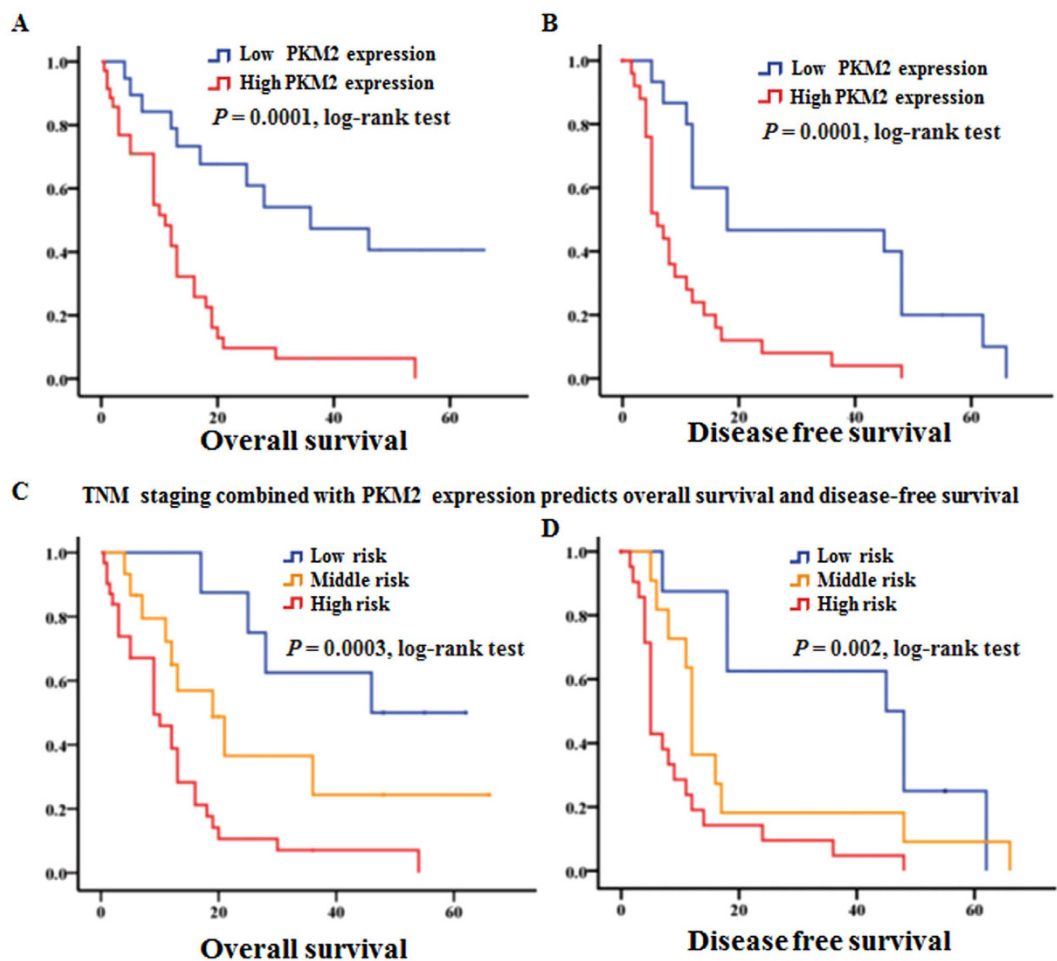 A
Low PKM2 expression
High PKM2 expression
P = 0.0001, log-rank test
1.0
0.8
0.6
0.4
0.2
0.0
0 20 40 60
Overall survival
B
Low PKM2 expression
High PKM2 expression
P = 0.0001, log-rank test
1.0
0.8
0.6
0.4
0.2
0.0
0 20 40 60
Disease free survival
C TNM staging combined with PKM2 expression predicts overall survival and disease-free survival
Low risk
Middle risk
High risk
P = 0.0003, log-rank test
1.0
0.8
0.6
0.4
0.2
0.0
0 20 40 60
Overall survival
D
Low risk
Middle risk
High risk
P = 0.002, log-rank test
1.0
0.8
0.6
0.4
0.2
0.0
0 20 40 60
Disease free survival